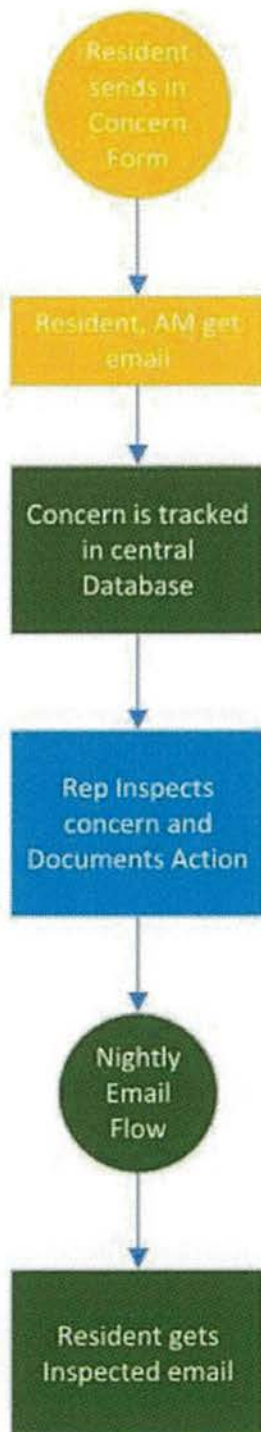 Resident
sends in
Concern
Form
Resident, AM get
email
Concern is tracked
in central
Database
Rep Inspects
concern and
Documents Action
Nightly
Email
Flow
Resident gets
Inspected email